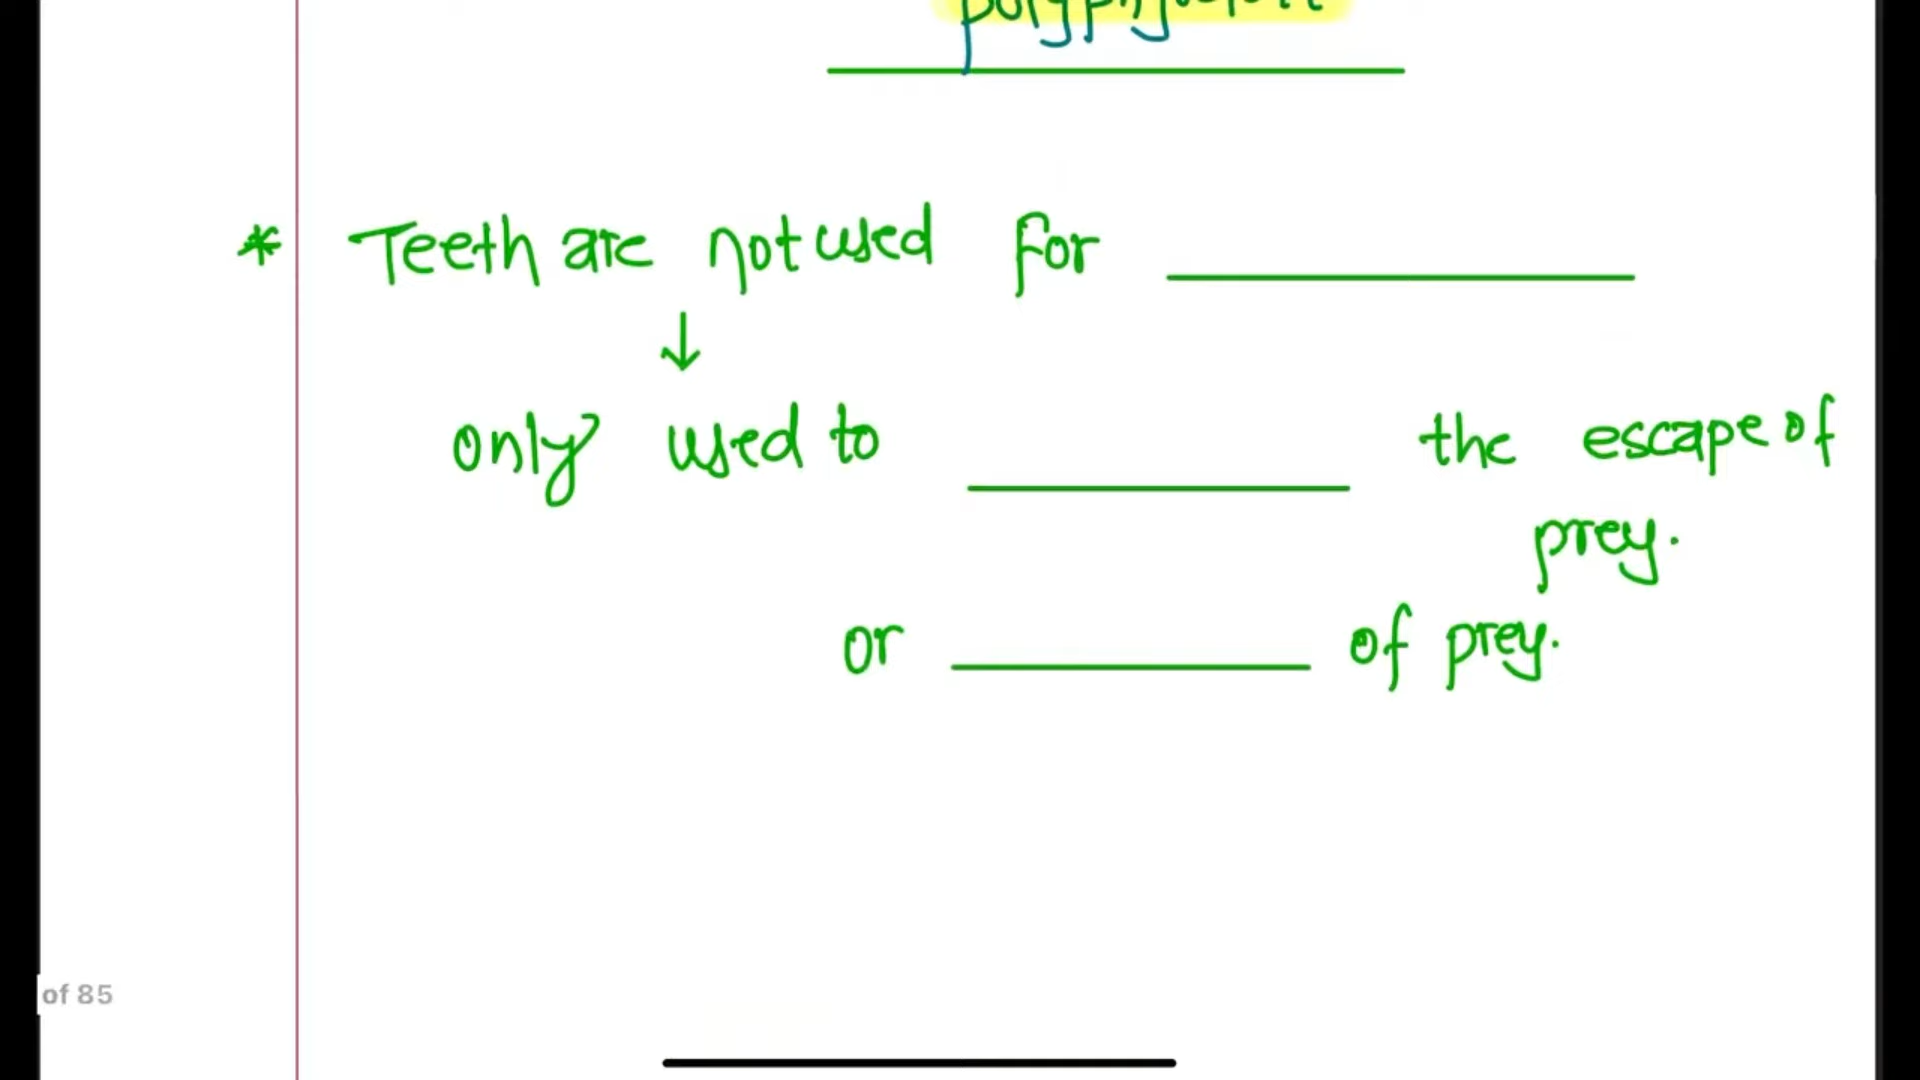 * Teeth are not used for
only used to the escape of
prey.
or of prey.
of 85